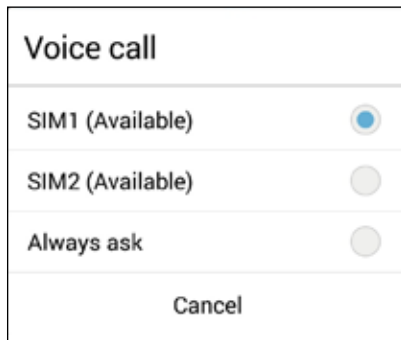 Voice call
SIM1 (Available)
SIM2 (Available)
Always ask
Cancel